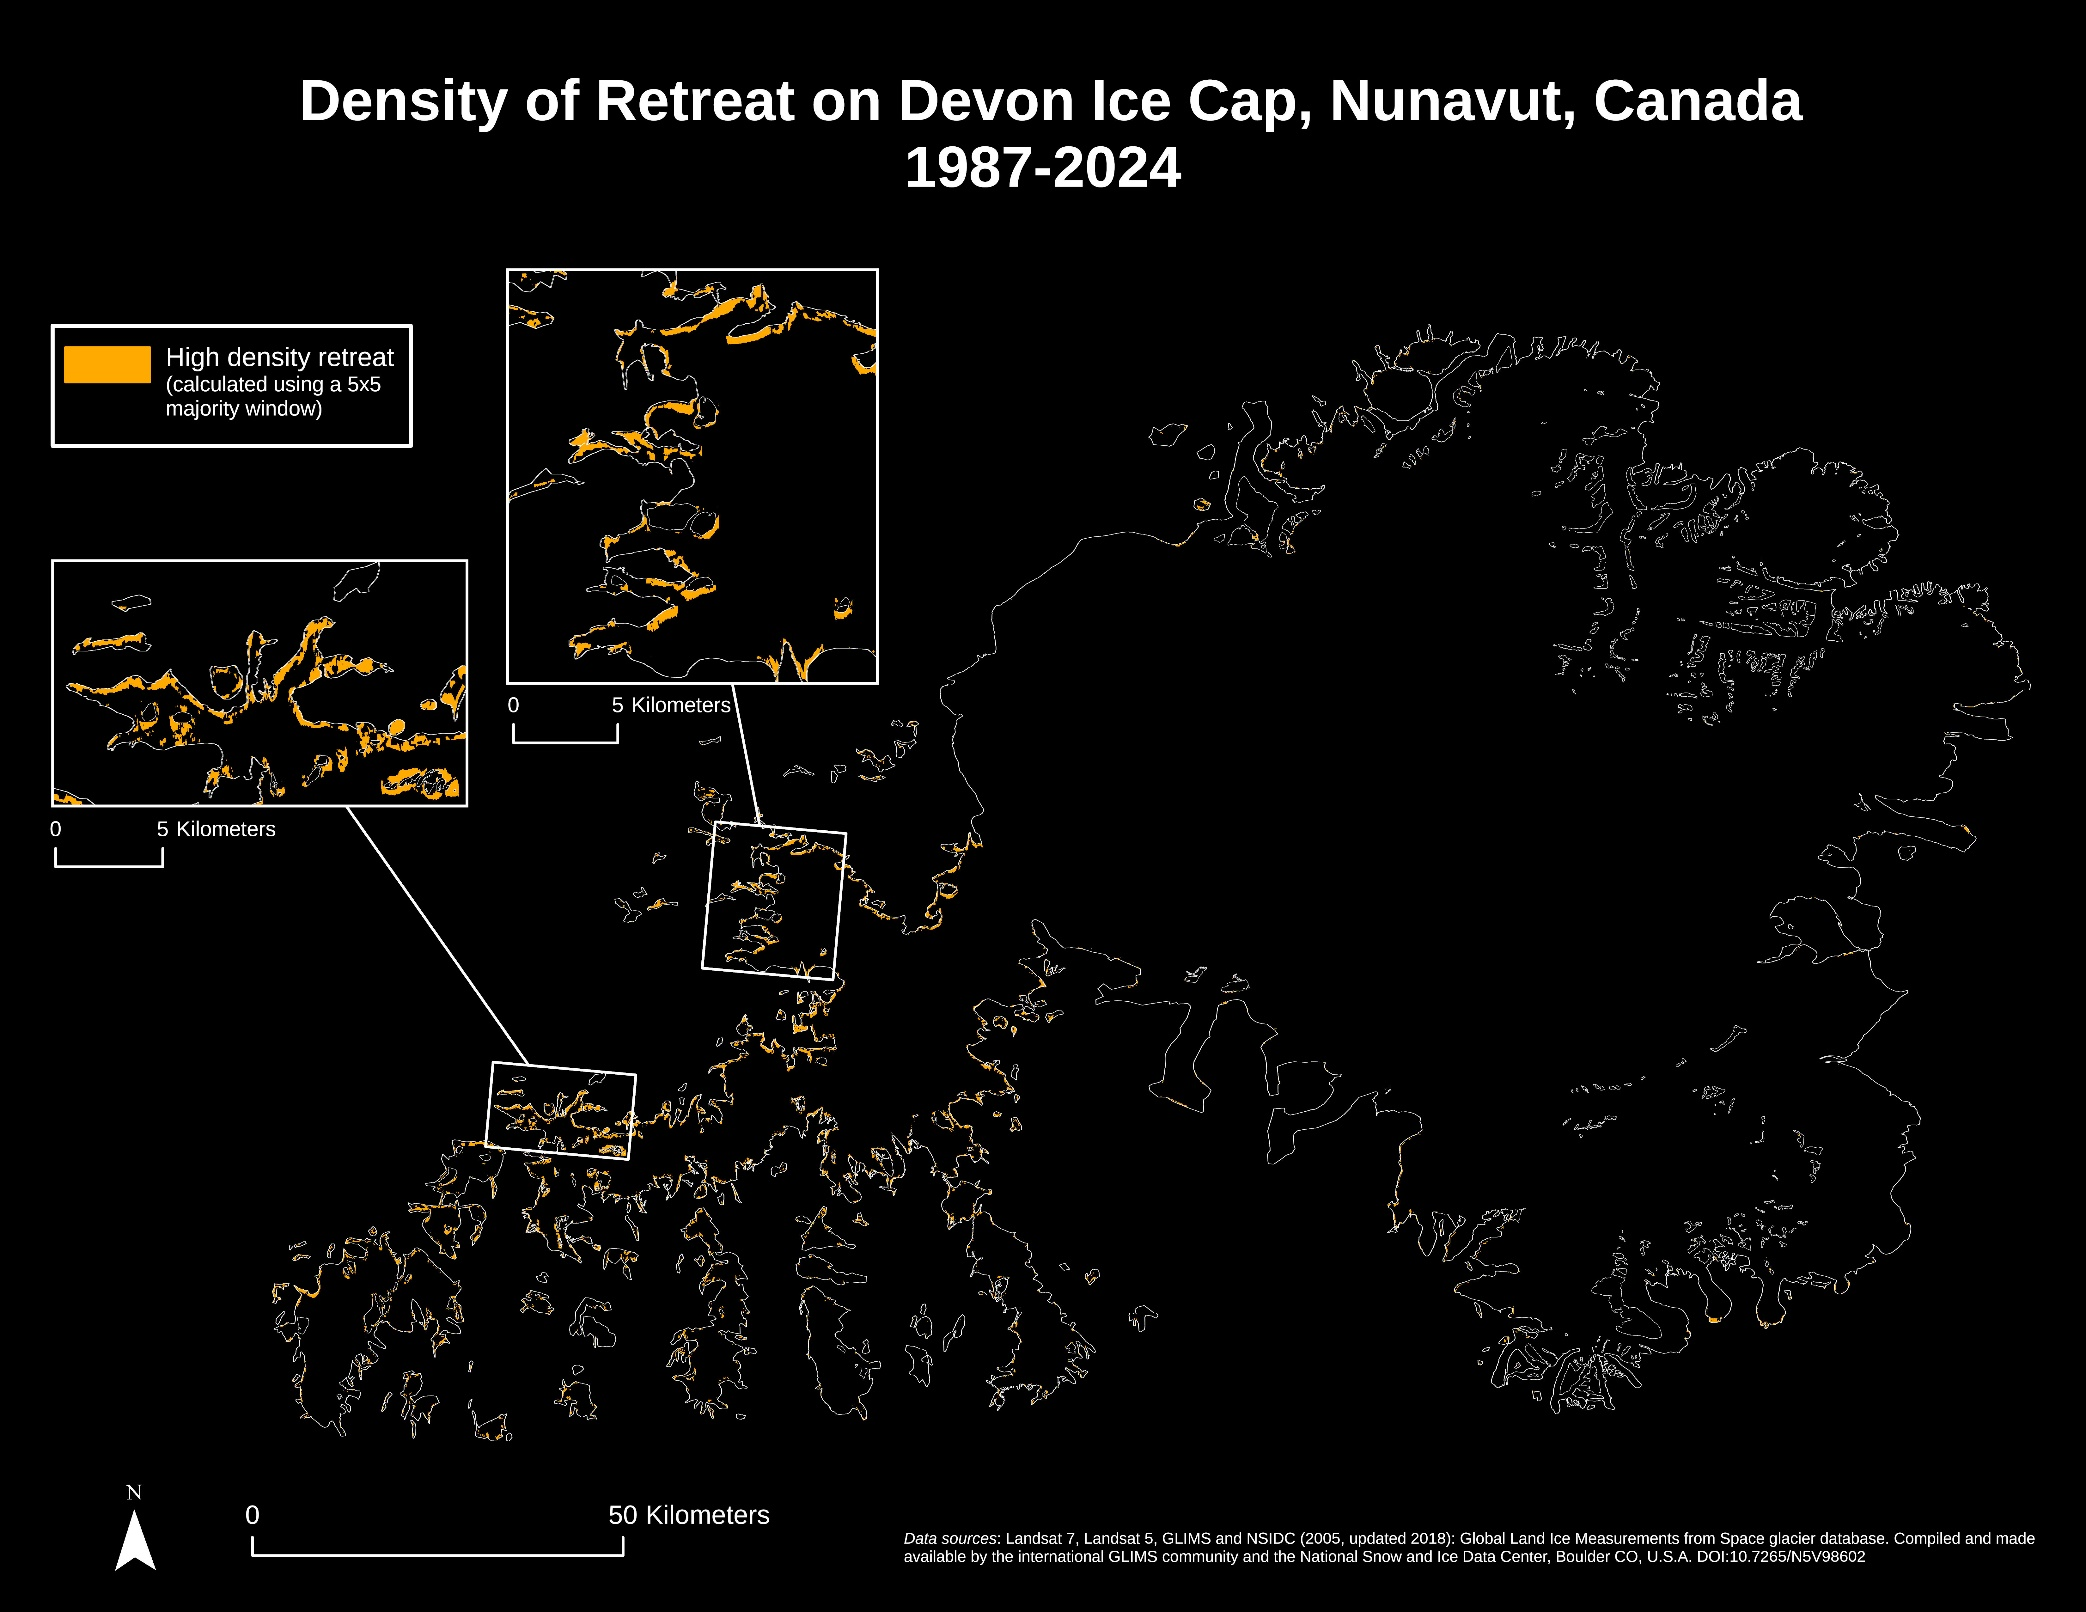 Density of Retreat on Devon Ice Cap, Nunavut, Canada
1987-2024
High density retreat
(calculated using a 5x5
majority window)
0 5 Kilometers
0 5 Kilometers
N
0 50 Kilometers
Data sources: Landsat 7, Landsat 5, GLIMS and NSIDC (2005, updated 2018): Global Land Ice Measurements from Space glacier database. Compiled and made
available by the international GLIMS community and the National Snow and Ice Data Center, Boulder CO, U.S.A. DOI:10.7265/N5V98602